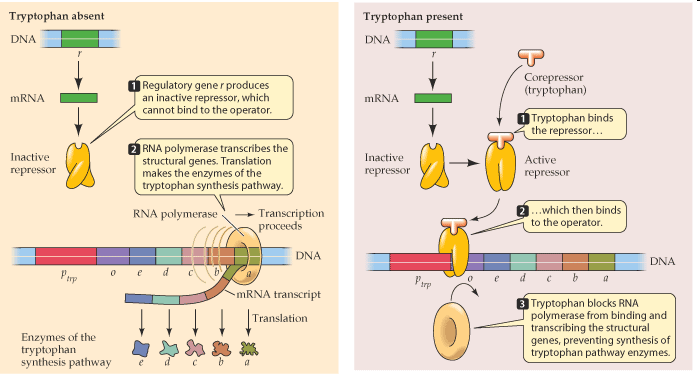 Tryptophan absent
DNA
r
mRNA
1 Regulatory gene r produces
an inactive repressor, which
cannot bind to the operator.
Inactive
repressor
2 RNA polymerase transcribes the
structural genes. Translation
makes the enzymes of the
tryptophan synthesis pathway.
RNA polymerase
Transcription
proceeds
DNA
p trp o e d c b a
mRNA transcript
Translation
Enzymes of the
tryptophan
synthesis pathway
e d c b a
Tryptophan present
DNA
r
Corepressor
(tryptophan)
mRNA
1 Tryptophan binds
the repressor…
Inactive
repressor
Active
repressor
2 …which then binds
to the operator.
DNA
p trp o e d c b a
3 Tryptophan blocks RNA
polymerase from binding and
transcribing the structural
genes, preventing synthesis of
tryptophan pathway enzymes.